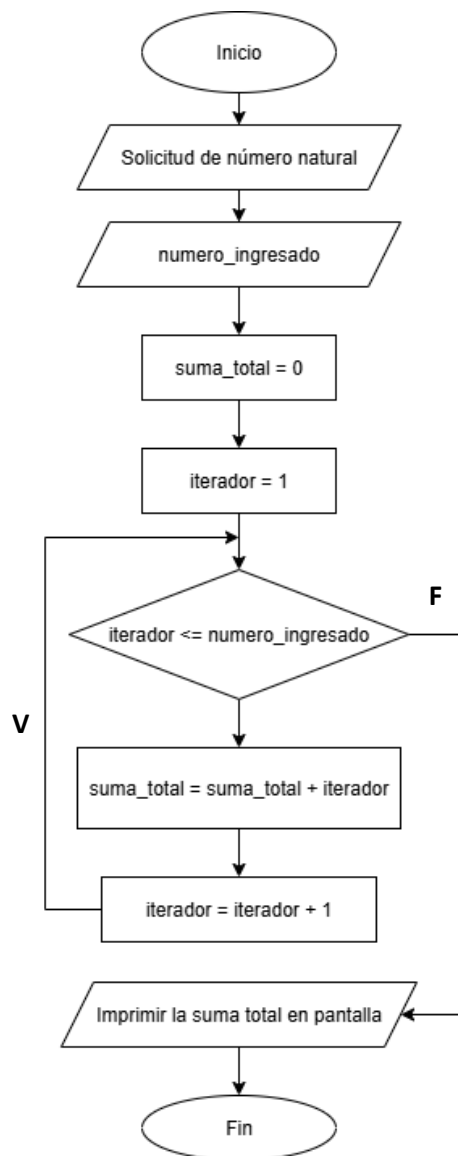 Inicio
Solicitud de número natural
numero_ingresado
suma_total = 0
iterador = 1
F
iterador <= numero_ingresado
V
suma_total = suma_total + iterador
iterador = iterador + 1
Imprimir la suma total en pantalla
Fin